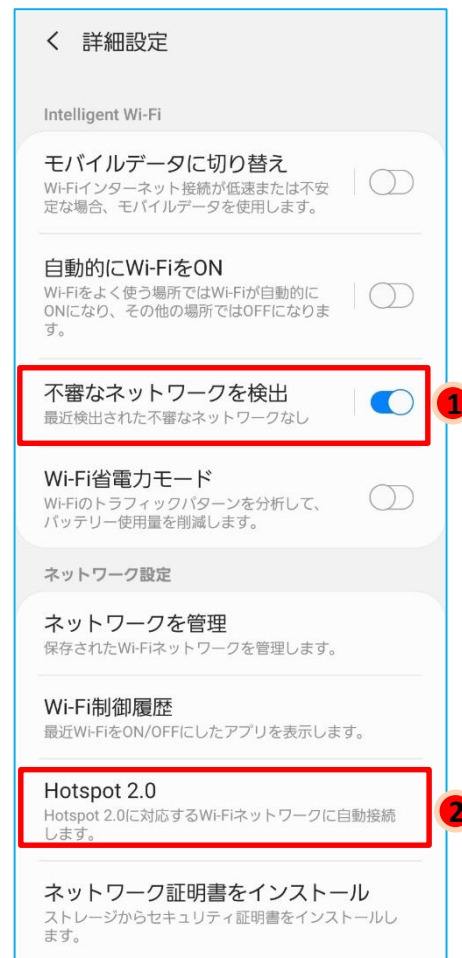 詳細設定
Intelligent Wi-Fi
モバイルデータに切り替え
Wi-Fiインターネット接続が低速または不安
定な場合、モバイルデータを使用します。
自動的にWi-FiをON
Wi-Fiをよく使う場所ではWi-Fiが自動的に
ONになり、その他の場所ではOFFになりま
す。
不審なネットワークを検出
最近検出された不審なネットワークなし
1
Wi-Fi省電力モード
Wi-Fiのトラフィックパターンを分析して、
バッテリー使用量を削減します。
ネットワーク設定
ネットワークを管理
保存されたWi-Fiネットワークを管理します。
Wi-Fi制御履歴
最近Wi-FiをON/OFFにしたアプリを表示します。
Hotspot 2.0
Hotspot 2.0に対応するWi-Fiネットワークに自動接続
します。
2
ネットワーク証明書をインストール
ストレージからセキュリティ証明書をインストールし
ます。